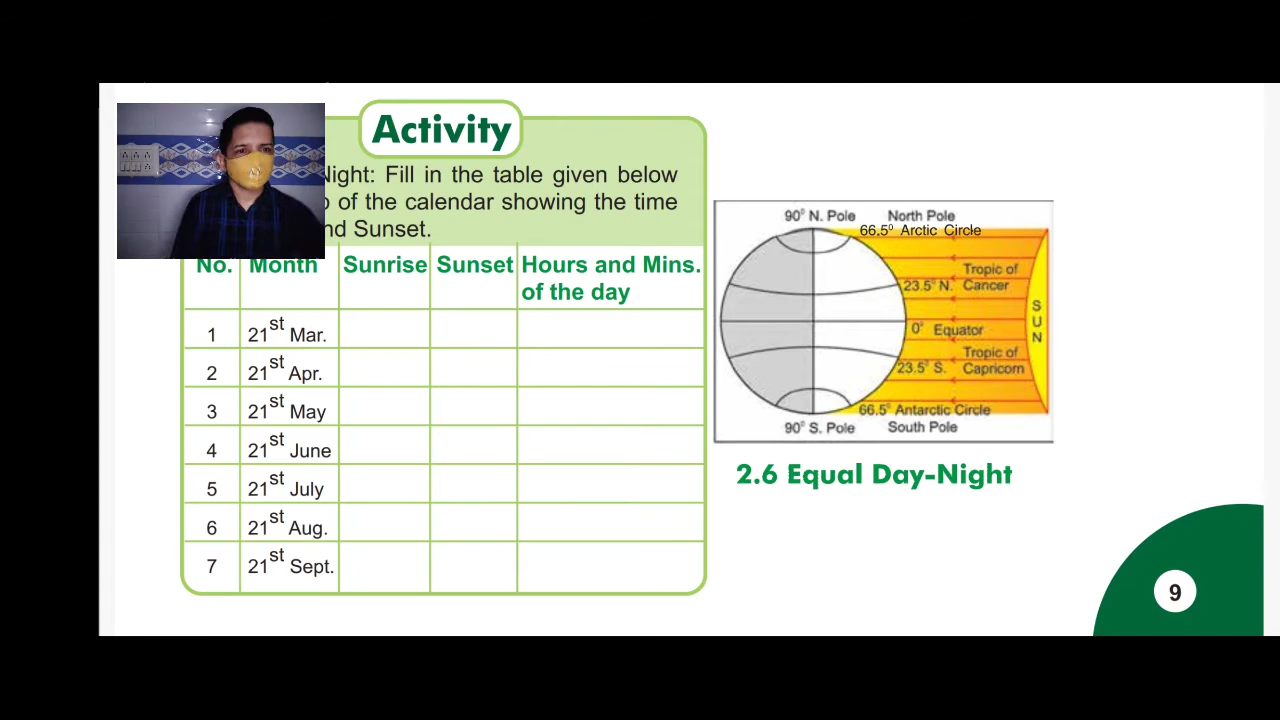 Activity
Night: Fill in the table given below
of the calendar showing the time
and Sunset.
No. Month Sunrise Sunset Hours and Mins. of the day
1 21st Mar.
2 21st Apr.
3 21st May
4 21st June
5 21st July
6 21st Aug.
7 21st Sept.
90° N. Pole North Pole
66.5° Arctic Circle
Tropic of
23.5° N. Cancer
SUN
0° Equator
Tropic of
23.5° S. Capricorn
66.5° Antarctic Circle
90° S. Pole South Pole
2.6 Equal Day-Night
9